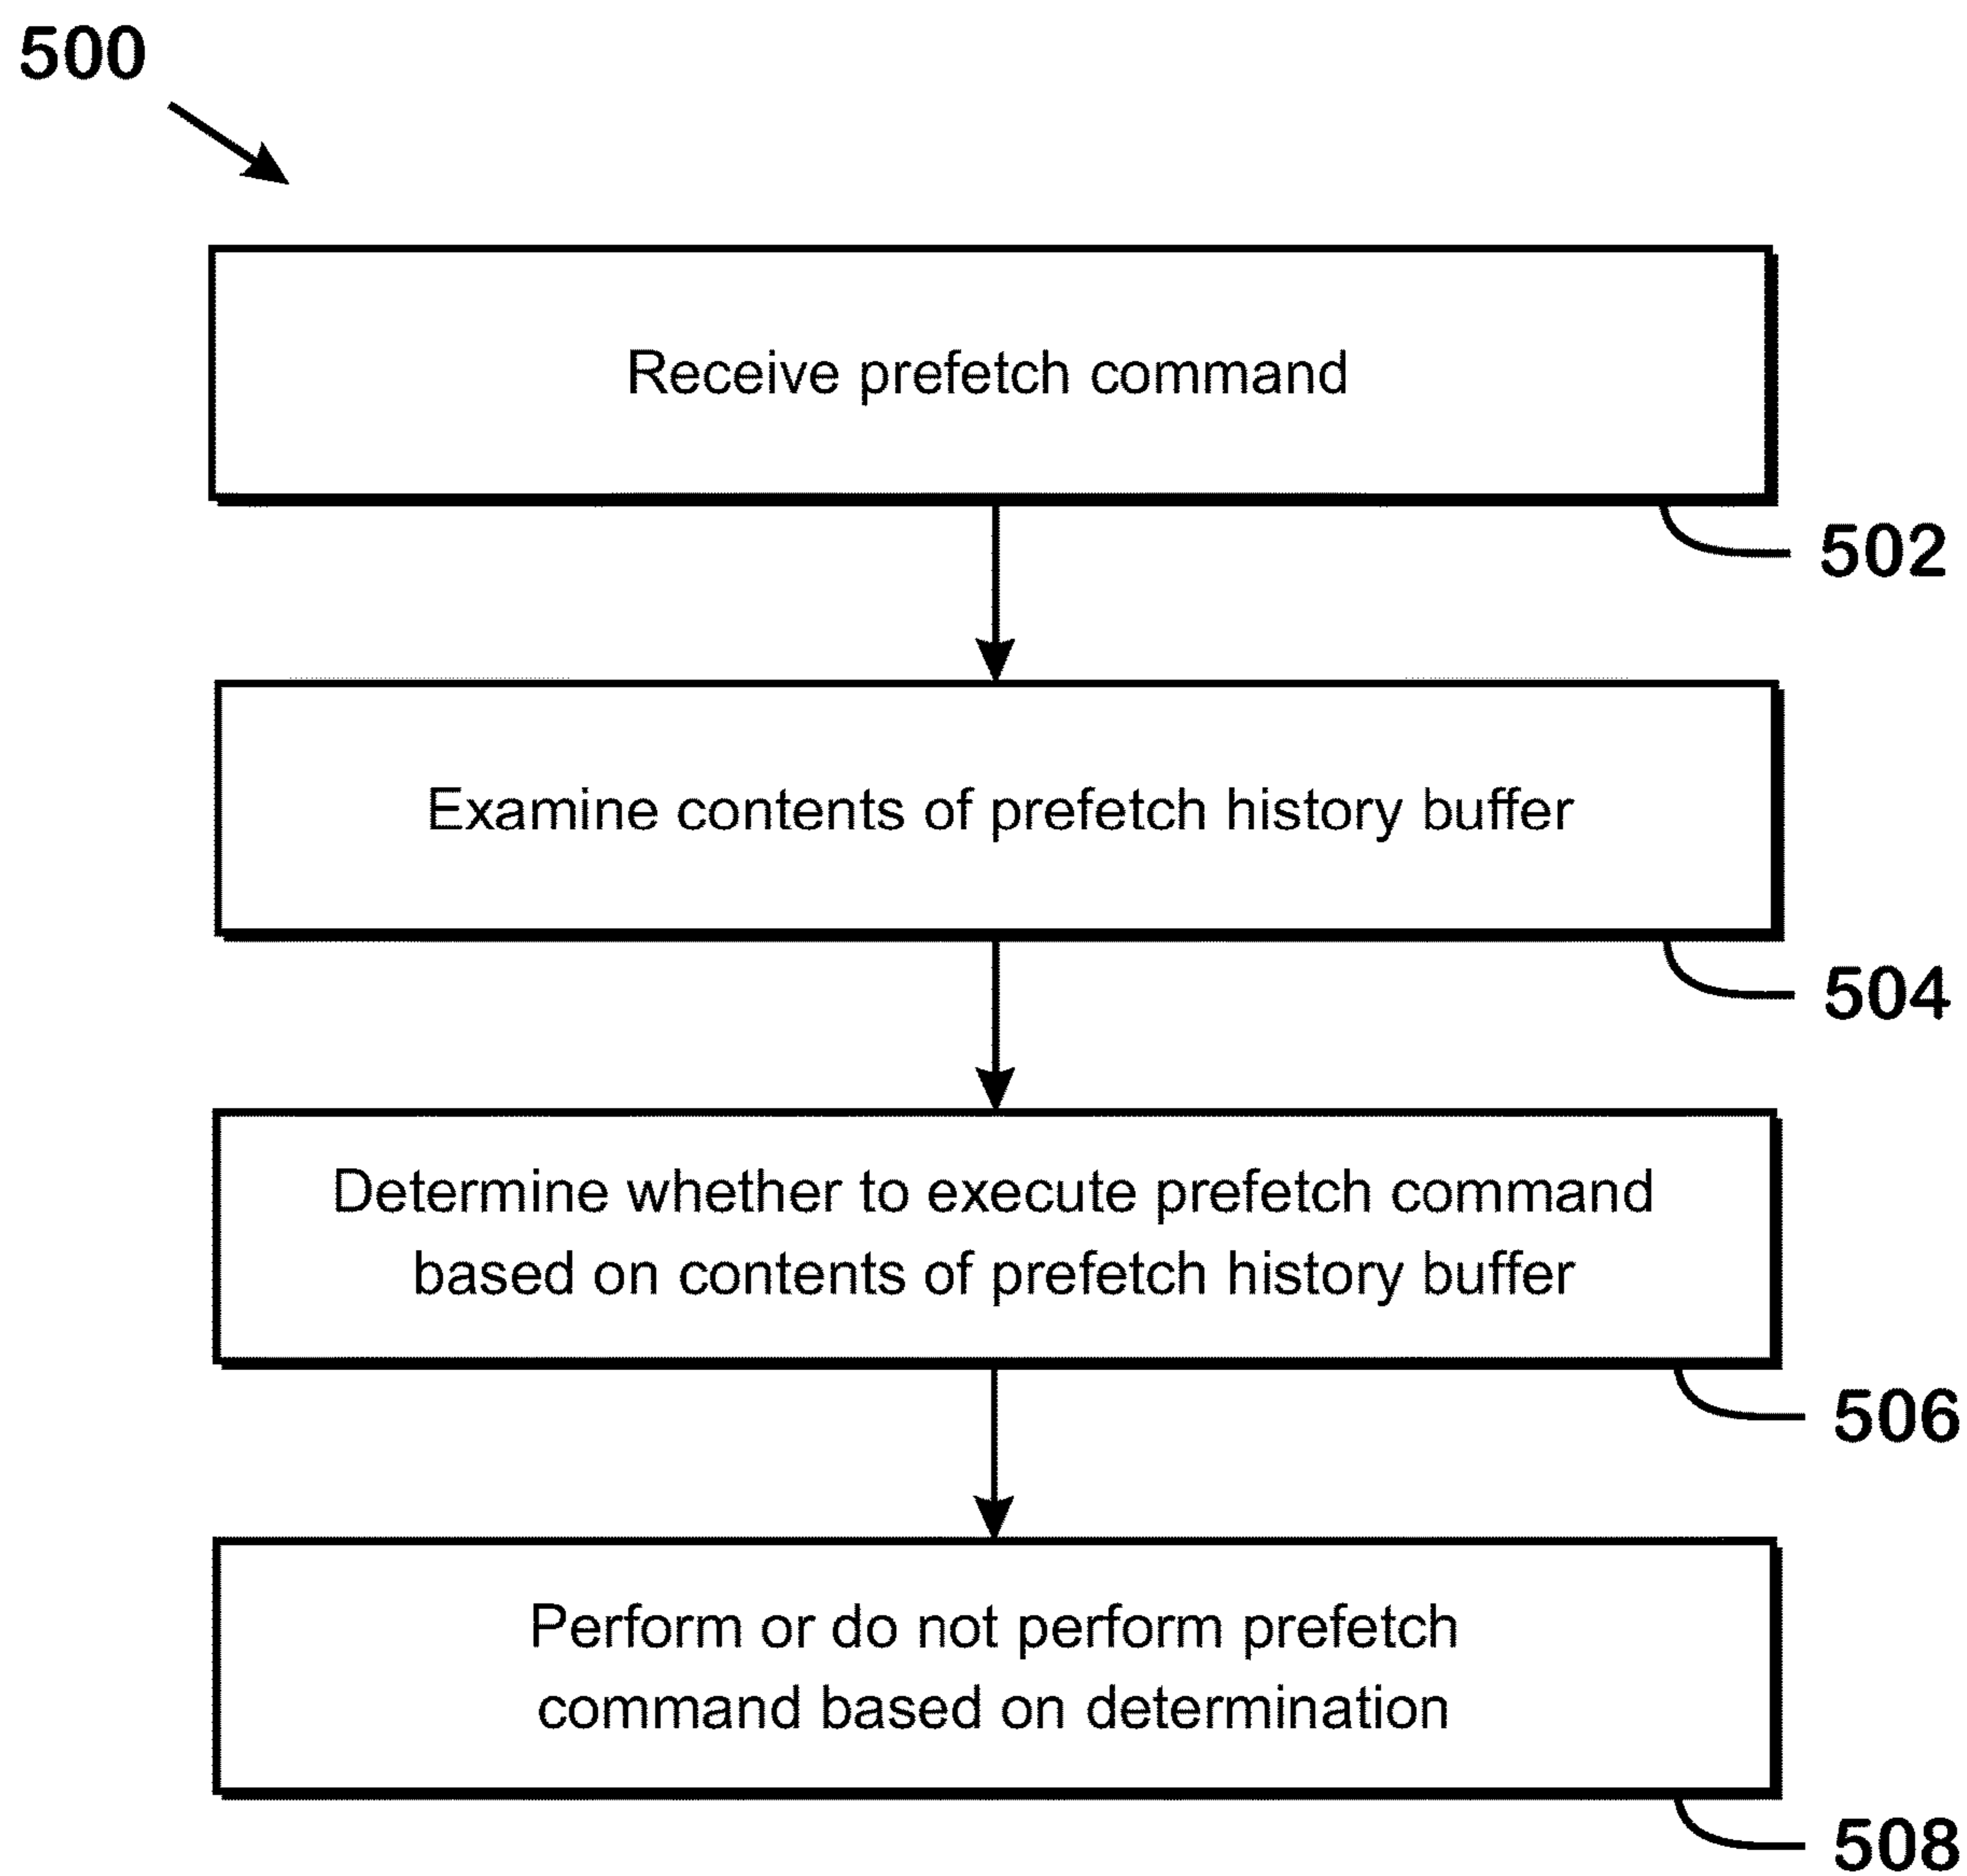 500
Receive prefetch command
502
Examine contents of prefetch history buffer
504
Determine whether to execute prefetch command
based on contents of prefetch history buffer
506
Perform or do not perform prefetch
command based on determination
508